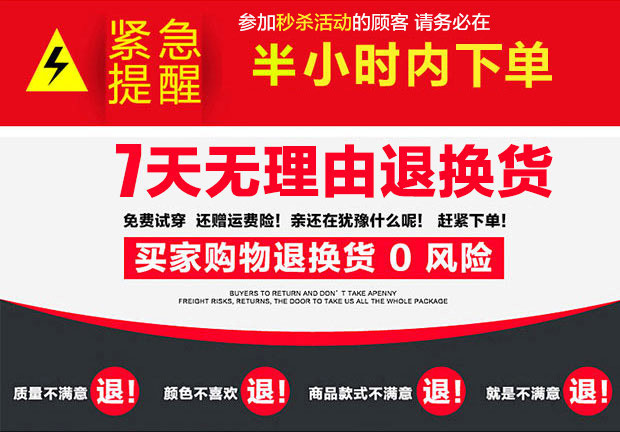 紧急
提醒
参加秒杀活动的顾客 请务必在
半小时内下单
7天无理由退换货
免费试穿 还赠运费险! 亲还在犹豫什么呢! 赶紧下单!
买家购物退换货 0 风险
BUYERS TO RETURN AND DON'T TAKE APENNY
FREIGHT RISKS, RETURNS, THE DOOR TO TAKE US ALL THE WHOLE PACKAGE
质量不满意 退! 颜色不喜欢 退! 商品款式不满意 退! 就是不满意 退!